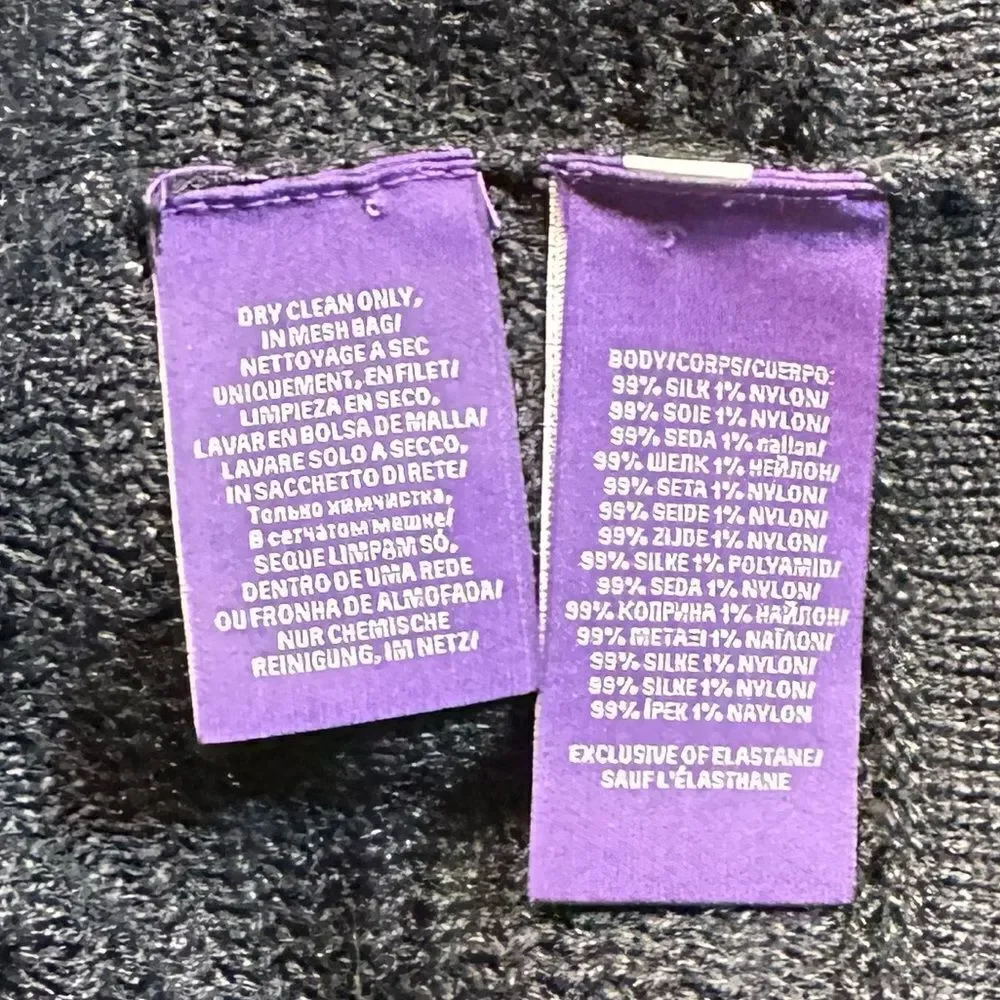 DRY CLEAN ONLY,
IN MESH BAG/
NETTOYAGE A SEC
UNIQUEMENT, EN FILET/
LIMPIEZA EN SECO.
LAVAR EN BOLSA DE MALLA/
LAVARE SOLO A SECCO,
IN SACCHETTO DI RETE/
Только химчистка,
В сетчатом мешке/
SEQUE LIMPAM SÓ,
DENTRO DE UMA REDE
OU FRONHA DE ALMOFADA/
NUR CHEMISCHE
REINIGUNG, IM NETZ/
BODY/CORPS/CUERPO:
99% SILK 1% NYLON/
99% SOIE 1% NYLON/
99% SEDA 1% nailon/
99% ШЕЛК 1% НЕЙЛОН/
99% SETA 1% NYLON/
99% SEIDE 1% NYLON/
99% ZIJDE 1% NYLON/
99% SILKE 1% POLYAMID/
99% SEDA 1% NYLON/
99% КОПРИНА 1% НАЙЛОН/
99% ΜΕΤΑΞΙ 1% ΝΑΪΛΟΝ/
99% SILKE 1% NYLON/
99% SILKE 1% NYLON/
99% İPEK 1% NAYLON
EXCLUSIVE OF ELASTANE/
SAUF L'ÉLASTHANE